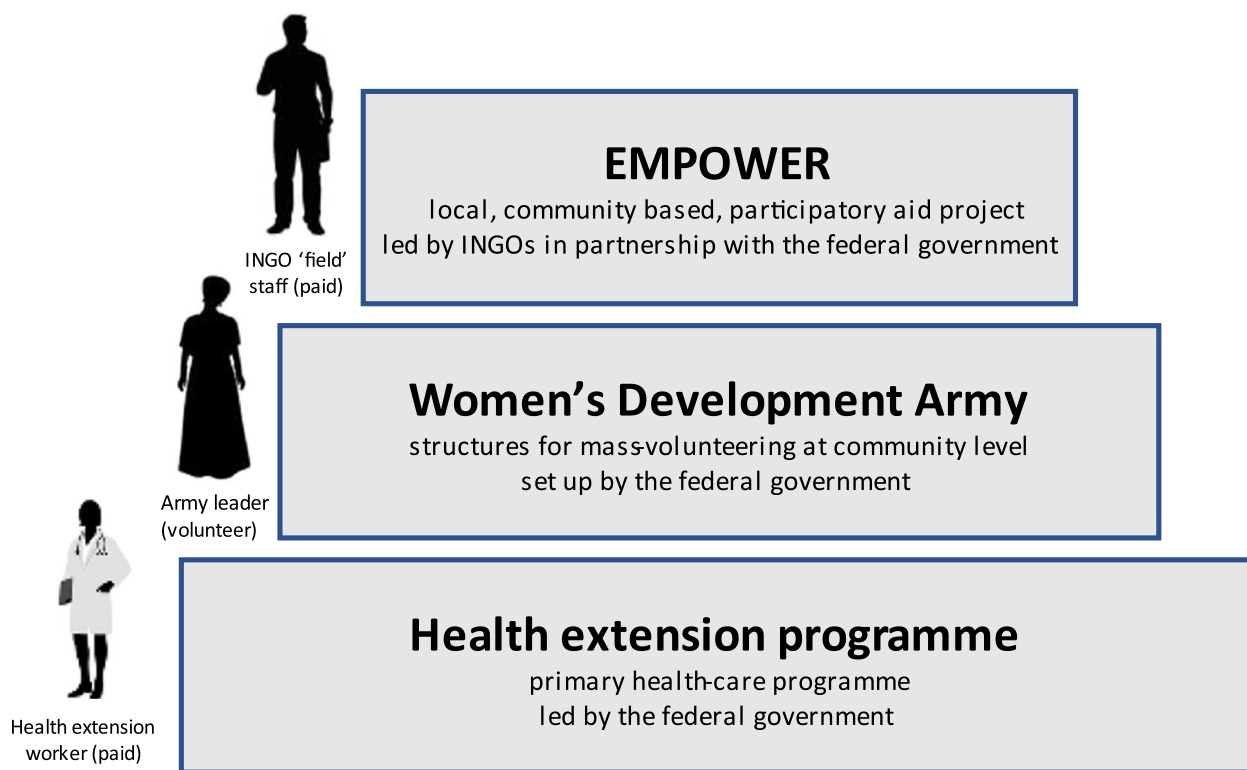 EMPOWER
local, community based, participatory aid project
led by INGOs in partnership with the federal government
INGO ‘field’
staff (paid)
Women’s Development Army
structures for mass-volunteering at community level
set up by the federal government
Army leader
(volunteer)
Health extension programme
primary health-care programme
led by the federal government
Health extension
worker (paid)